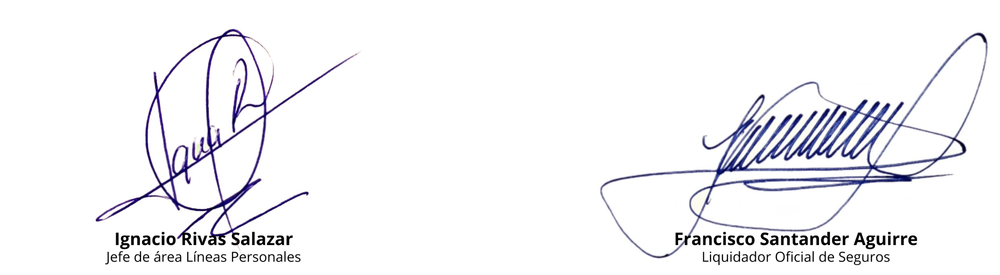 Ignacio Rivas Salazar
Jefe de área Líneas Personales
Francisco Santander Aguirre
Liquidador Oficial de Seguros